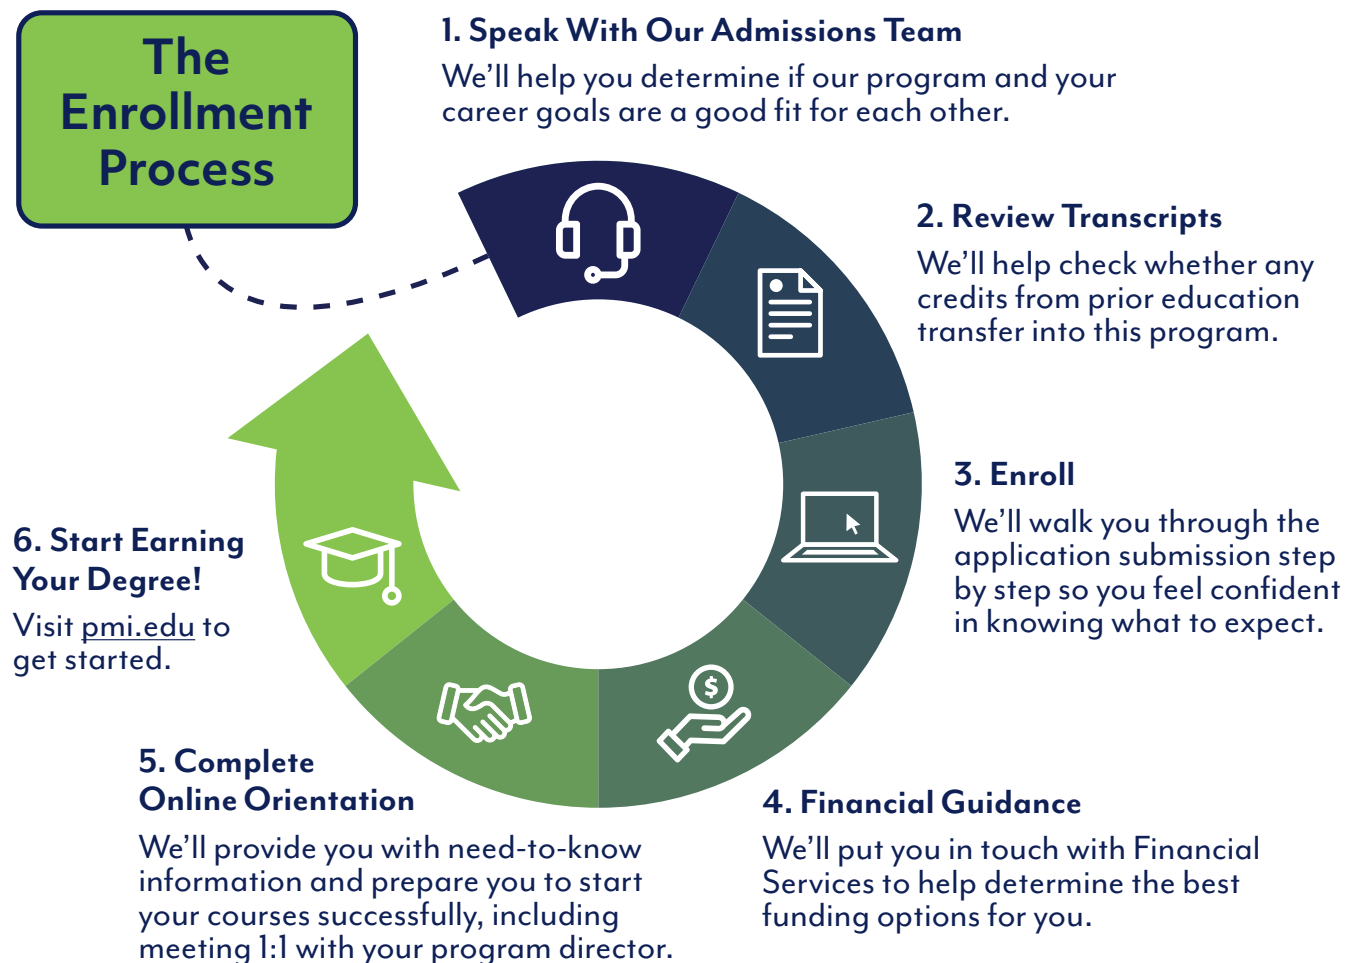 The
Enrollment
Process
1. Speak With Our Admissions Team
We’ll help you determine if our program and your
career goals are a good fit for each other.
2. Review Transcripts
We’ll help check whether any
credits from prior education
transfer into this program.
3. Enroll
We’ll walk you through the
application submission step
by step so you feel confident
in knowing what to expect.
$
4. Financial Guidance
We’ll put you in touch with Financial
Services to help determine the best
funding options for you.
5. Complete
Online Orientation
We’ll provide you with need-to-know
information and prepare you to start
your courses successfully, including
meeting 1:1 with your program director.
6. Start Earning
Your Degree!
Visit pmi.edu to
get started.